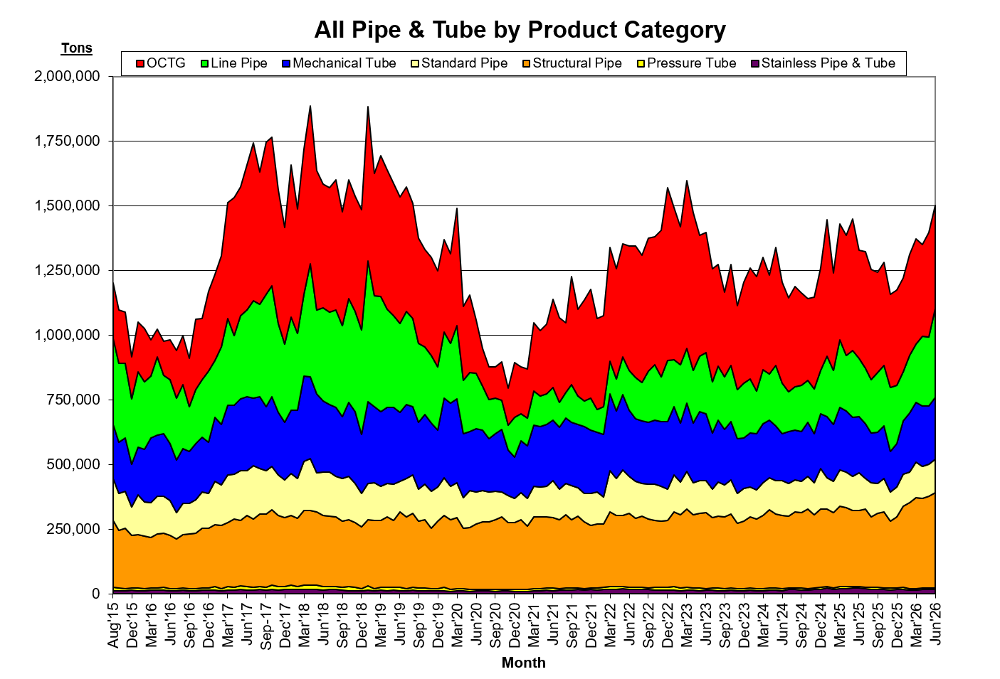 All Pipe & Tube by Product Category
Tons
OCTG Line Pipe Mechanical Tube Standard Pipe Structural Pipe Pressure Tube Stainless Pipe & Tube
2,000,000
1,750,000
1,500,000
1,250,000
1,000,000
750,000
500,000
250,000
0
Aug'15
Dec'15
Mar'16
Jun'16
Sep'16
Dec'16
Mar'17
Jun'17
Sep-17
Dec'17
Mar'18
Jun'18
Sep'18
Dec'18
Mar'19
Jun'19
Dec'19
Mar'20
Jun'20
Sep'20
Dec'20
Mar'21
Jun'21
Sep'21
Dec'21
Mar'22
Jun'22
Sep'22
Dec'22
Mar'23
Jun'23
Sep'23
Dec'23
Mar'24
Jun'24
Sep'24
Dec'24
Mar'25
Jun'25
Sep'25
Dec'25
Mar'26
Jun'26
Month